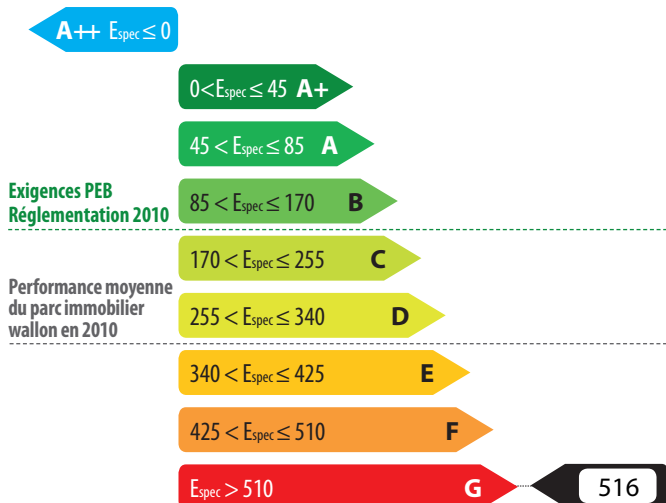 A++ Espec ≤ 0
0 < Espec ≤ 45 A+
45 < Espec ≤ 85 A
Exigences PEB
Réglementation 2010
85 < Espec ≤ 170 B
170 < Espec ≤ 255 C
Performance moyenne
du parc immobilier
wallon en 2010
255 < Espec ≤ 340 D
340 < Espec ≤ 425 E
425 < Espec ≤ 510 F
Espec > 510 G 516